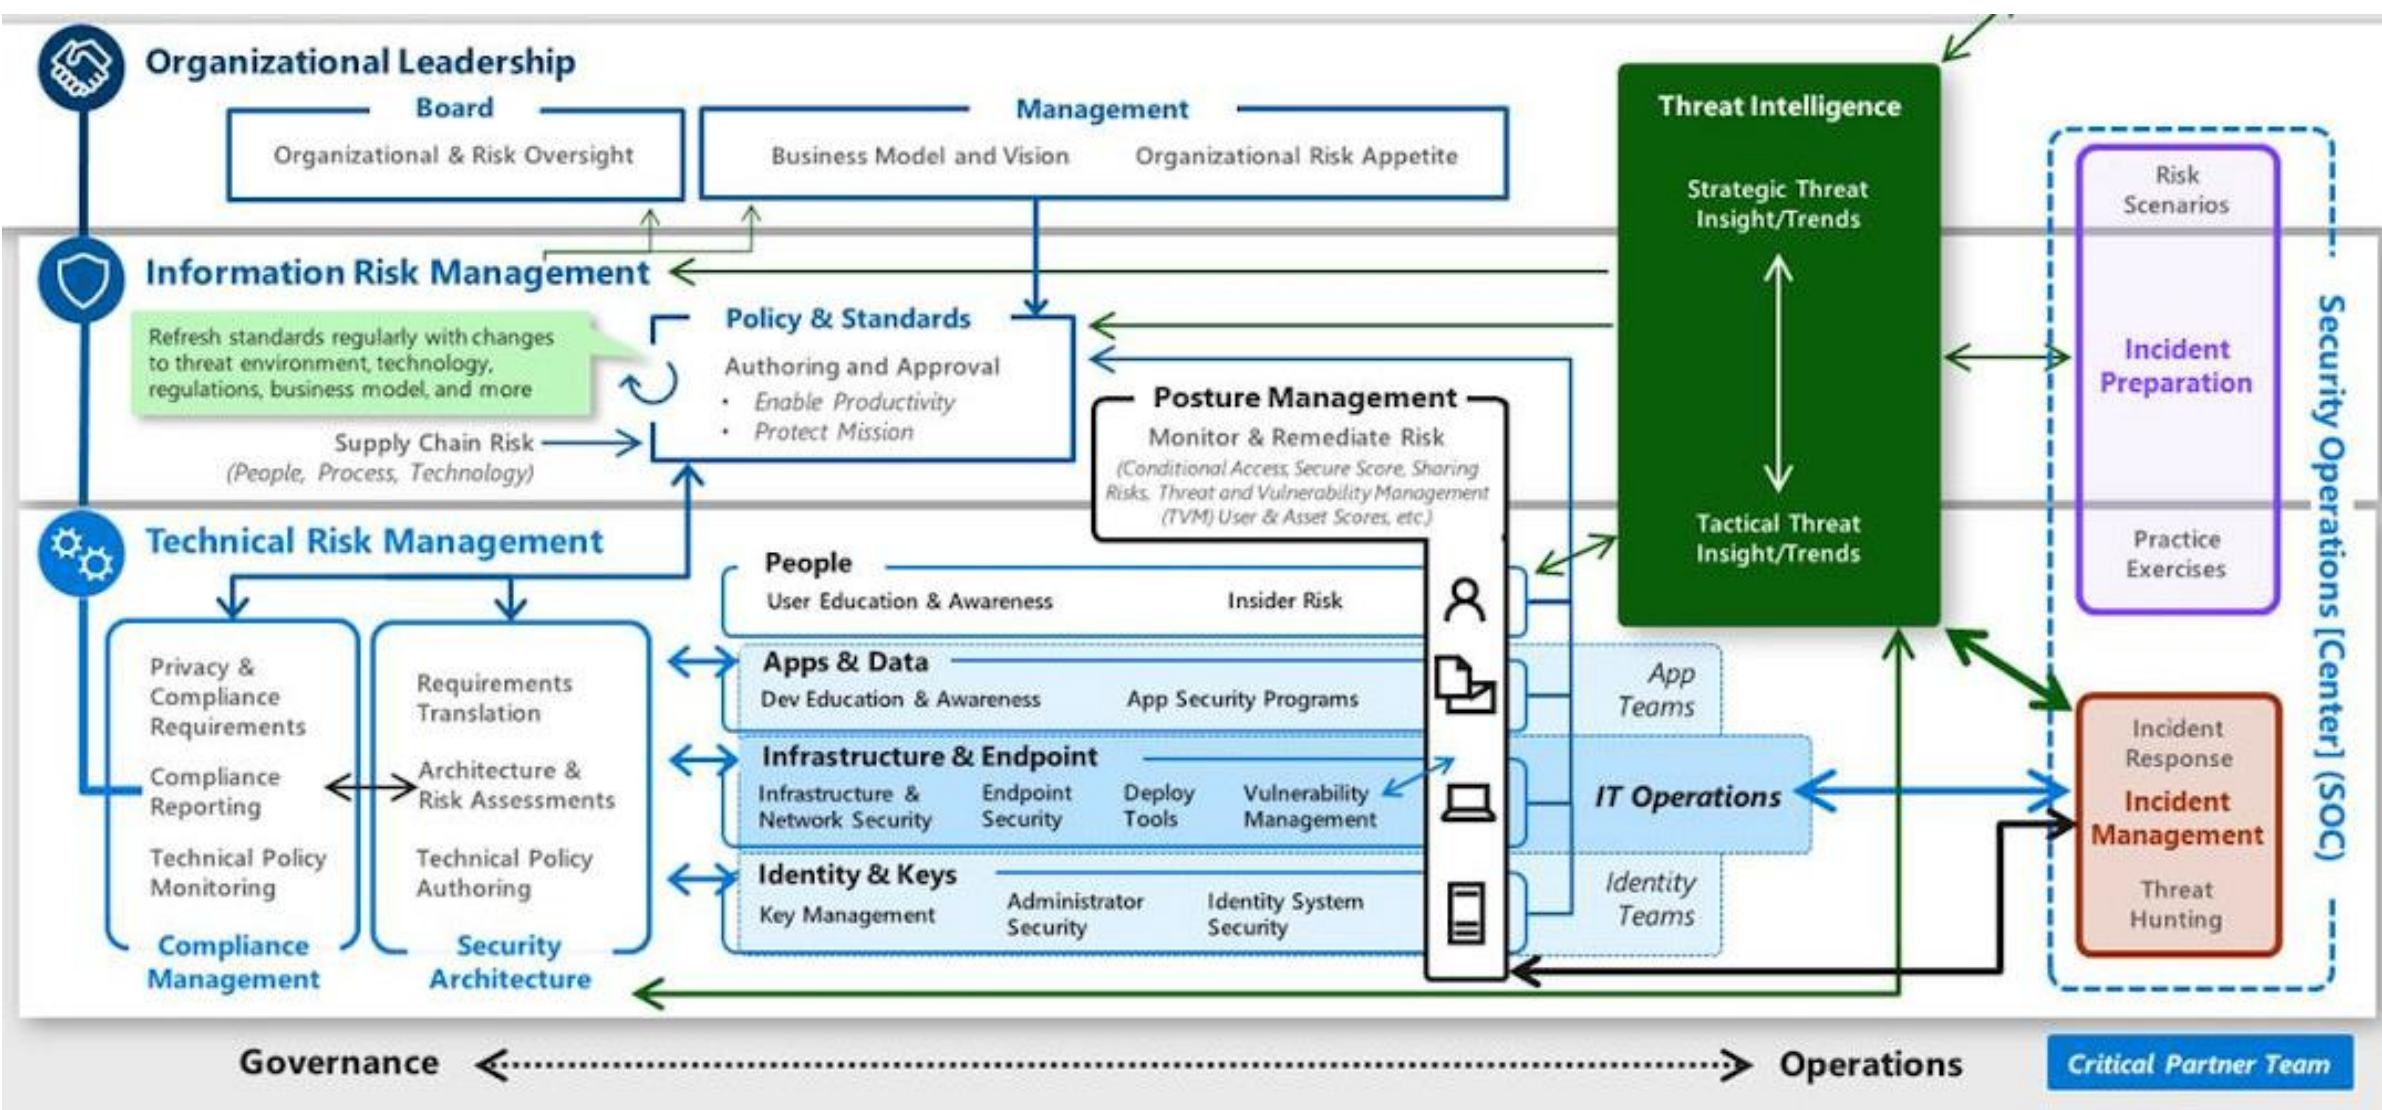 Organizational Leadership
Board
Organizational & Risk Oversight
Management
Business Model and Vision
Organizational Risk Appetite
Information Risk Management
Refresh standards regularly with changes
to threat environment, technology,
regulations, business model, and more
Supply Chain Risk
(People, Process, Technology)
Policy & Standards
Authoring and Approval
• Enable Productivity
• Protect Mission
Posture Management
Monitor & Remediate Risk
(Conditional Access, Secure Score, Sharing
Risks, Threat and Vulnerability Management
(TVM) User & Asset Scores, etc.)
Threat Intelligence
Strategic Threat
Insight/Trends
Tactical Threat
Insight/Trends
Risk
Scenarios
Incident
Preparation
Practice
Exercises
Security Operations [Center] (SOC)
Technical Risk Management
Privacy &
Compliance
Requirements
Compliance
Reporting
Technical Policy
Monitoring
Compliance
Management
Requirements
Translation
Architecture &
Risk Assessments
Technical Policy
Authoring
Security
Architecture
People
User Education & Awareness
Insider Risk
Apps & Data
Dev Education & Awareness
App Security Programs
App
Teams
Infrastructure & Endpoint
Infrastructure &
Network Security
Endpoint
Security
Deploy
Tools
Vulnerability
Management
IT Operations
Identity & Keys
Key Management
Administrator
Security
Identity System
Security
Identity
Teams
Incident
Response
Incident
Management
Threat
Hunting
Governance
Operations
Critical Partner Team